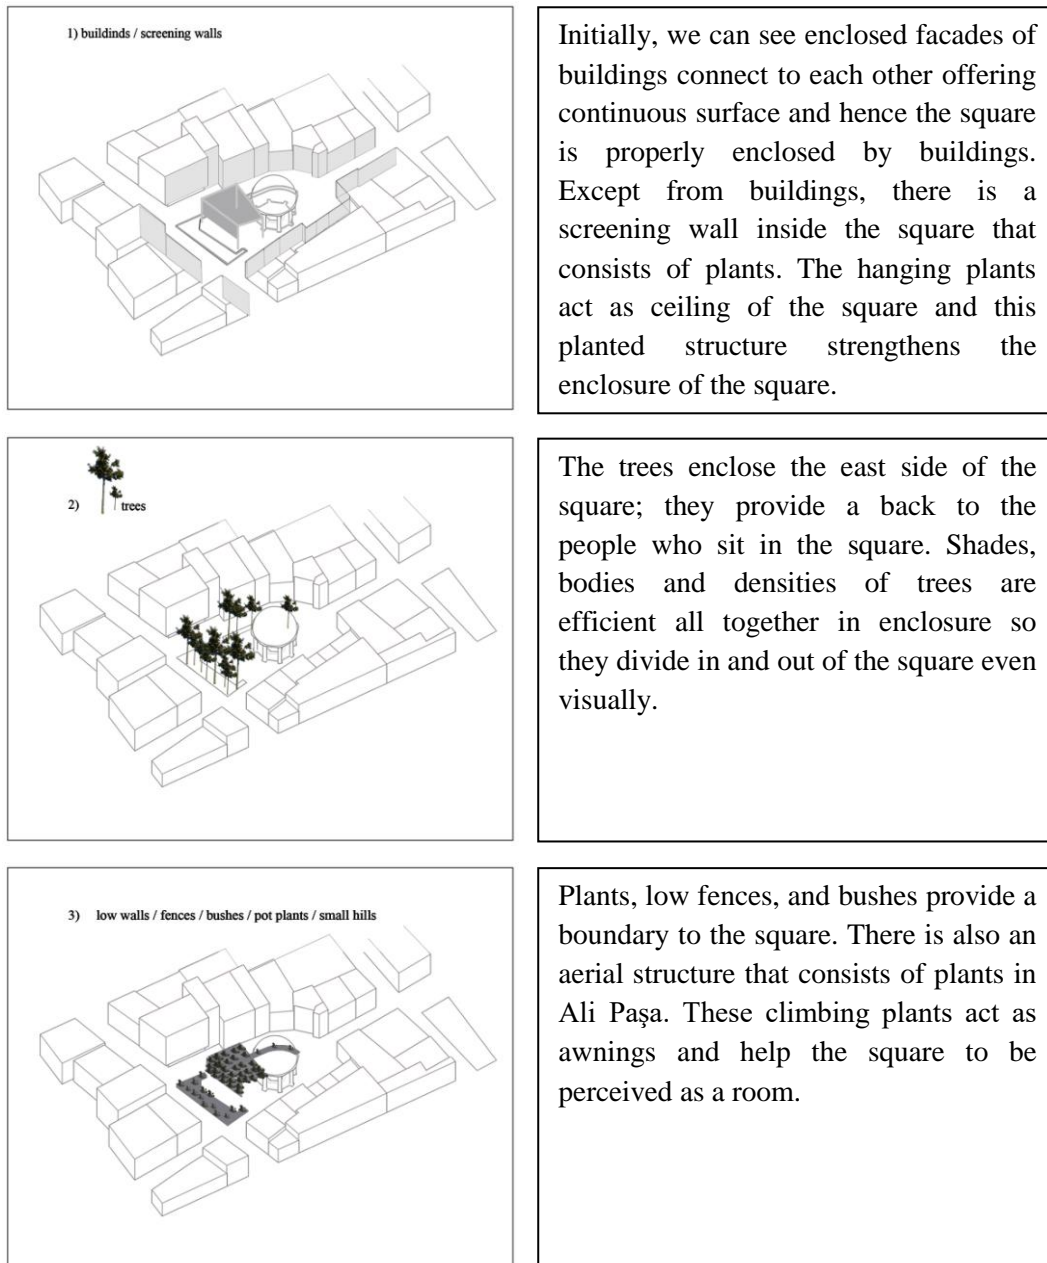 1) buildinds / screening walls
Initially, we can see enclosed facades of
buildings connect to each other offering
continuous surface and hence the square
is properly enclosed by buildings.
Except from buildings, there is a
screening wall inside the square that
consists of plants. The hanging plants
act as ceiling of the square and this
planted structure strengthens the
enclosure of the square.
2) trees
The trees enclose the east side of the
square; they provide a back to the
people who sit in the square. Shades,
bodies and densities of trees are
efficient all together in enclosure so
they divide in and out of the square even
visually.
3) low walls / fences / bushes / pot plants / small hills
Plants, low fences, and bushes provide a
boundary to the square. There is also an
aerial structure that consists of plants in
Ali Paşa. These climbing plants act as
awnings and help the square to be
perceived as a room.